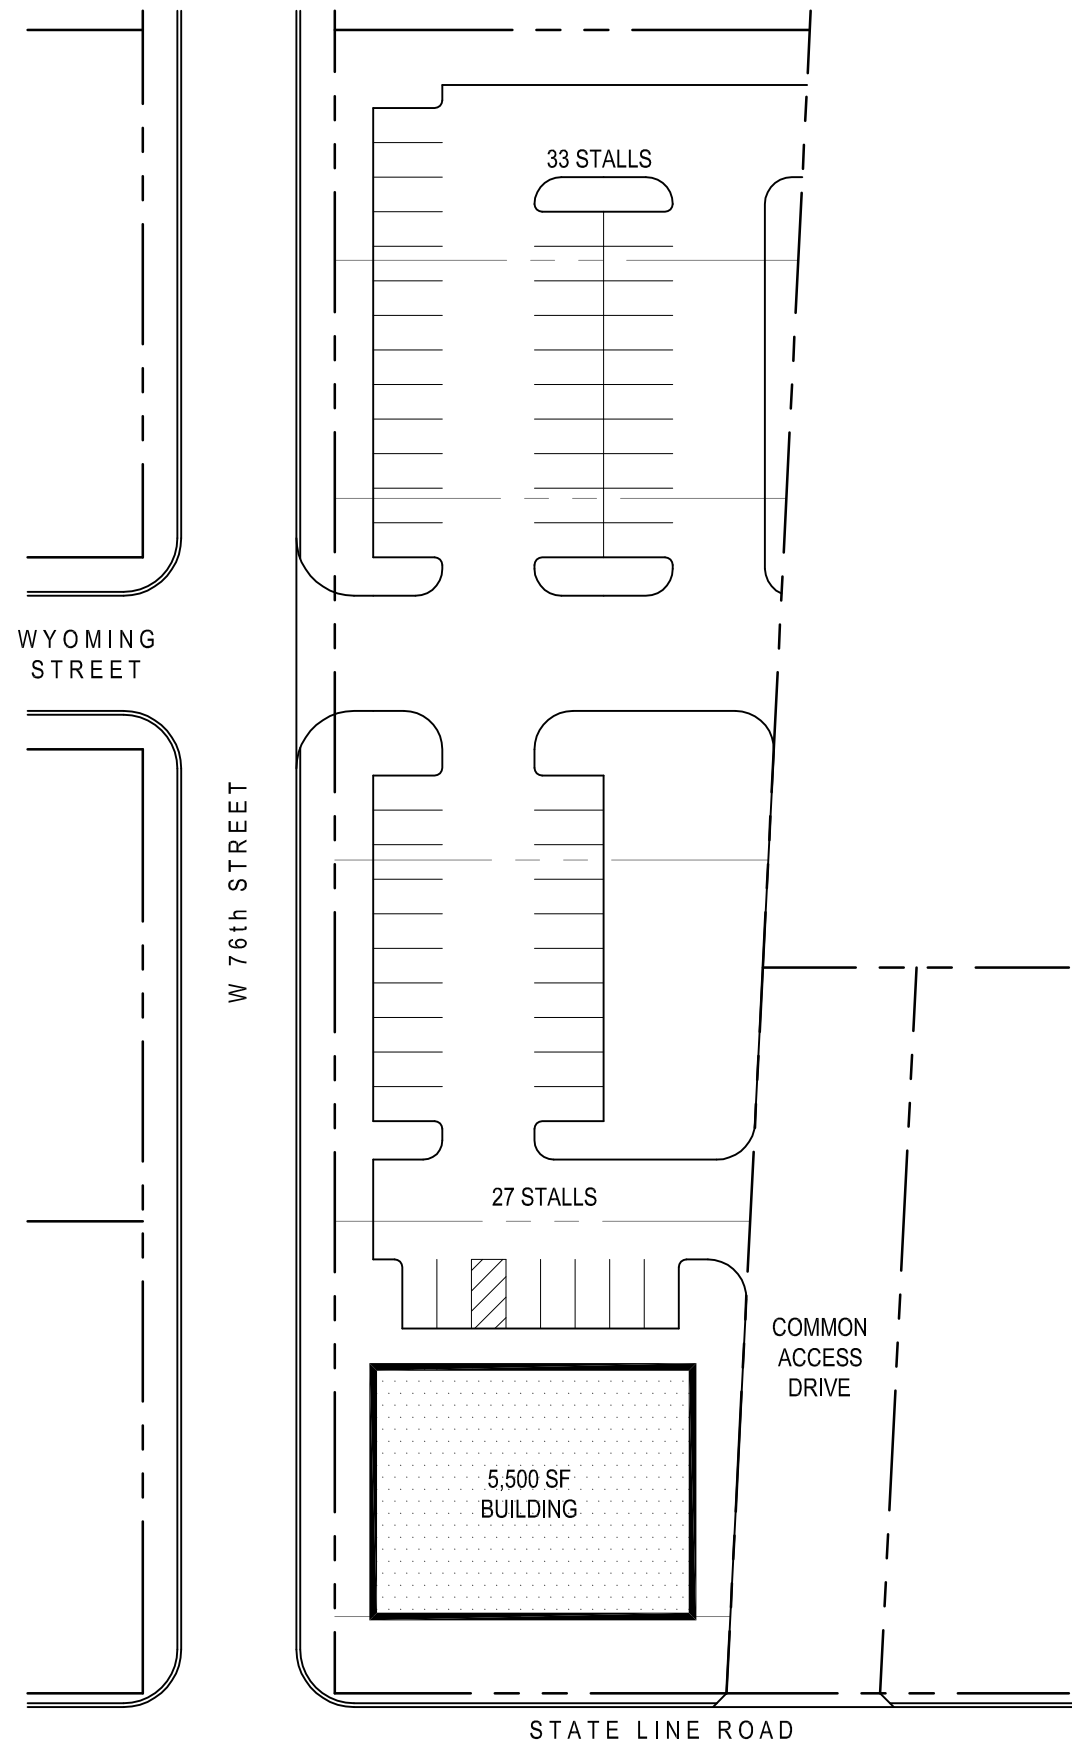 33 STALLS
WYOMING
STREET
W 76th STREET
27 STALLS
COMMON
ACCESS
DRIVE
5,500 SF
BUILDING
STATE LINE ROAD